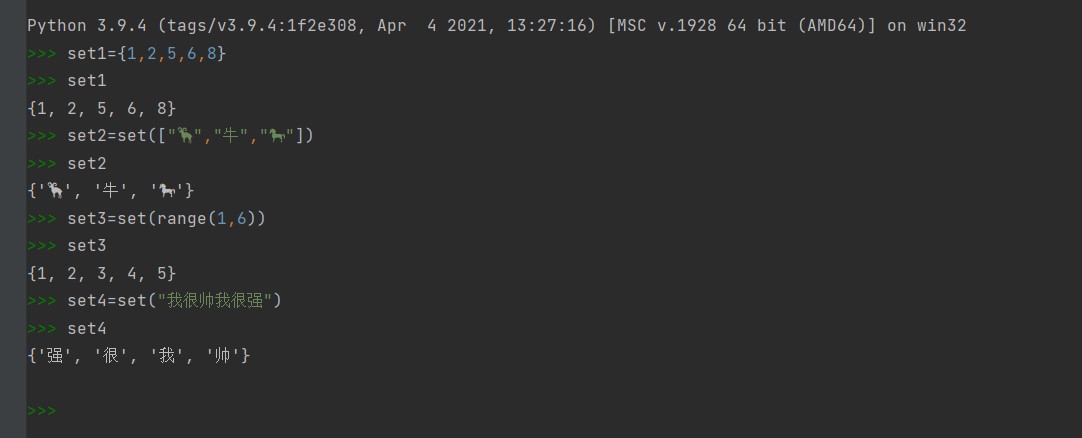 Python 3.9.4 (tags/v3.9.4:1f2e308, Apr  4 2021, 13:27:16) [MSC v.1928 64 bit (AMD64)] on win32
>>> set1={1,2,5,6,8}
>>> set1
{1, 2, 5, 6, 8}
>>> set2=set(["🐏","牛","🐎"])
>>> set2
{'🐏', '牛', '🐎'}
>>> set3=set(range(1,6))
>>> set3
{1, 2, 3, 4, 5}
>>> set4=set("我很帅我很强")
>>> set4
{'强', '很', '我', '帅'}
>>>